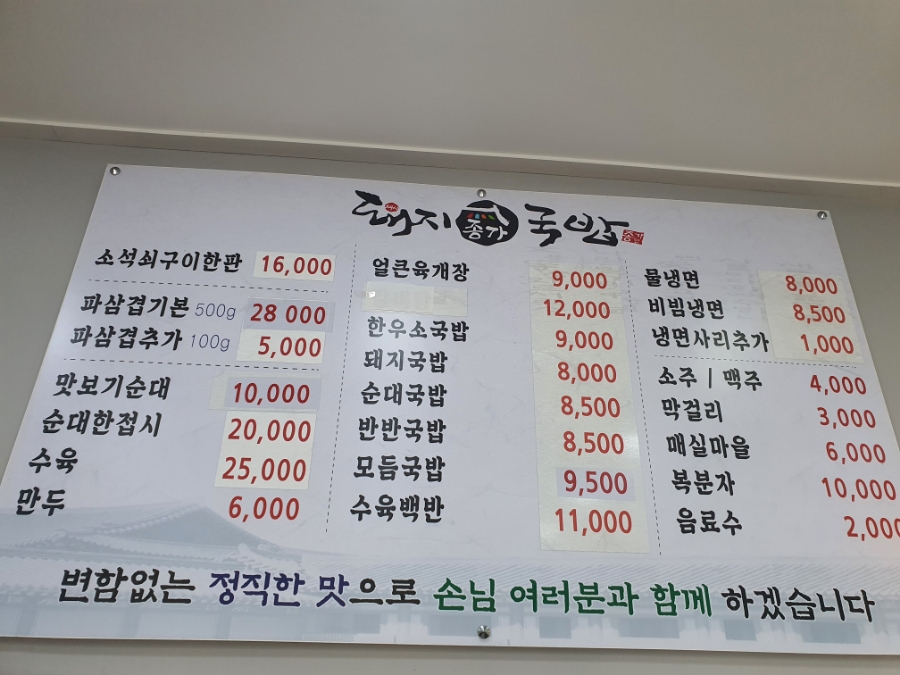 돼지 종가 국밥
소석쇠구이한판 16,000
파삼겹기본 500g 28 000
파삼겹추가 100g 5,000
맛보기순대 10,000
순대한접시 20,000
수육 25,000
만두 6,000
얼큰육개장 9,000
12,000
한우소국밥 9,000
돼지국밥 8,000
순대국밥 8,500
반반국밥 8,500
모듬국밥 9,500
수육백반 11,000
물냉면 8,000
비빔냉면 8,500
냉면사리추가 1,000
소주 / 맥주 4,000
막걸리 3,000
매실마을 6,000
복분자 10,000
음료수 2,000
변함없는 정직한 맛으로 손님 여러분과 함께 하겠습니다